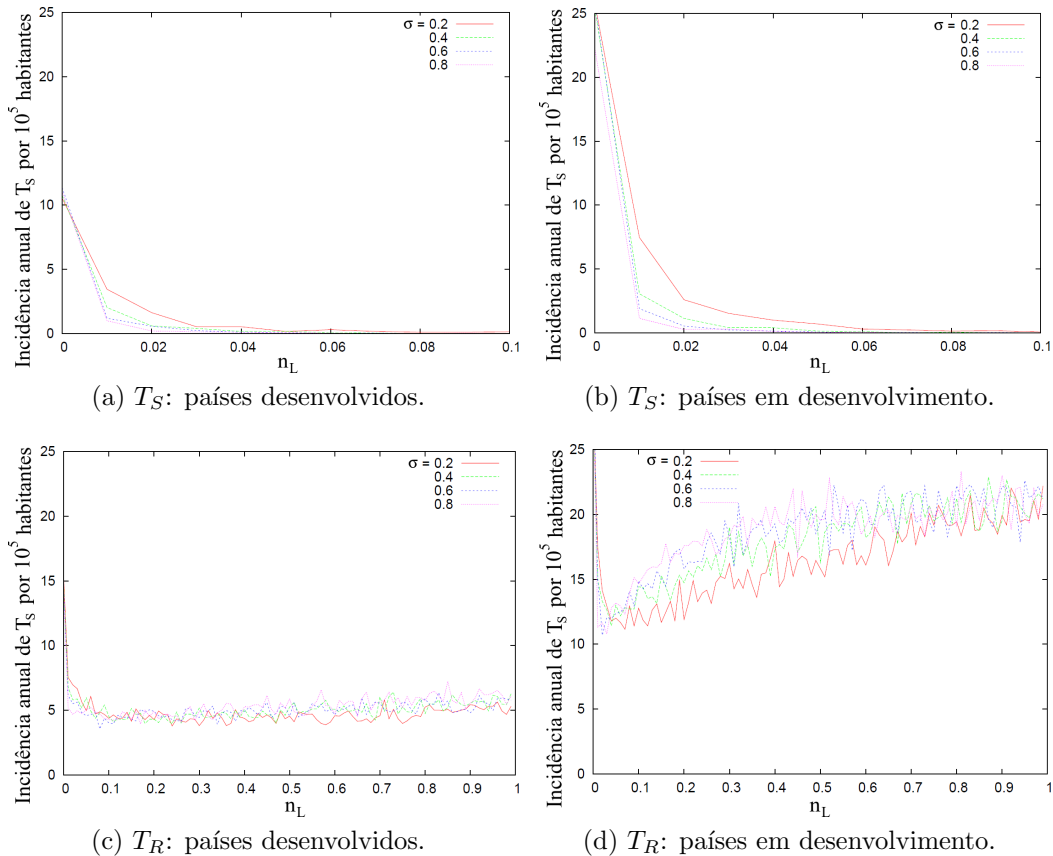 Incidência anual de T_S por 10^5 habitantes
25
20
15
10
5
0
σ = 0.2
0.4
0.6
0.8
0 0.02 0.04 0.06 0.08 0.1
n_L
(a) T_S: países desenvolvidos.
Incidência anual de T_S por 10^5 habitantes
25
20
15
10
5
0
σ = 0.2
0.4
0.6
0.8
0 0.02 0.04 0.06 0.08 0.1
n_L
(b) T_S: países em desenvolvimento.
Incidência anual de T_S por 10^5 habitantes
25
20
15
10
5
0
σ = 0.2
0.4
0.6
0.8
0 0.1 0.2 0.3 0.4 0.5 0.6 0.7 0.8 0.9 1
n_L
(c) T_R: países desenvolvidos.
Incidência anual de T_S por 10^5 habitantes
25
20
15
10
5
0
σ = 0.2
0.4
0.6
0.8
0 0.1 0.2 0.3 0.4 0.5 0.6 0.7 0.8 0.9 1
n_L
(d) T_R: países em desenvolvimento.